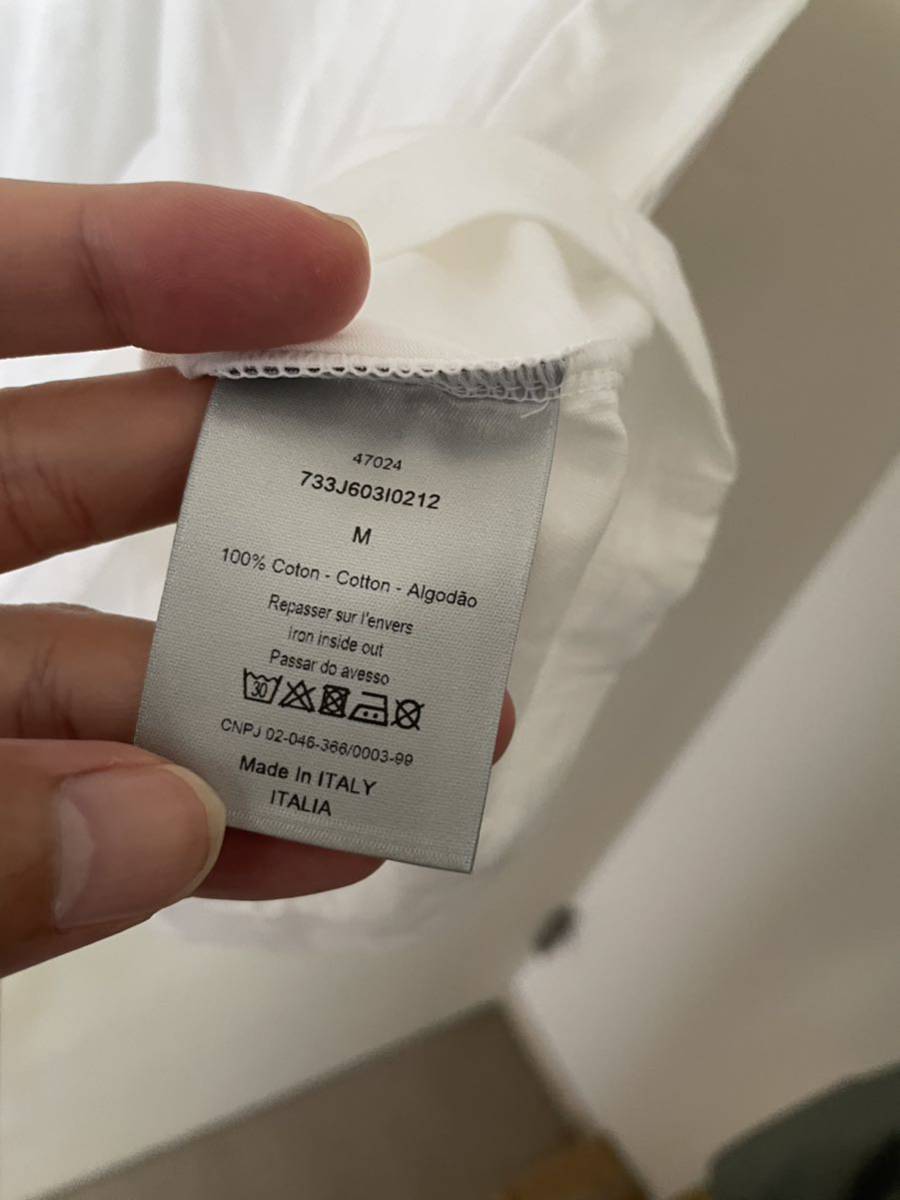 47024
733J603I0212
M
100% Coton - Cotton - Algodão
Repasser sur l'envers
Iron inside out
Passar do avesso
30
CNPJ 02-046-366/0003-99
Made In ITALY
ITALIA